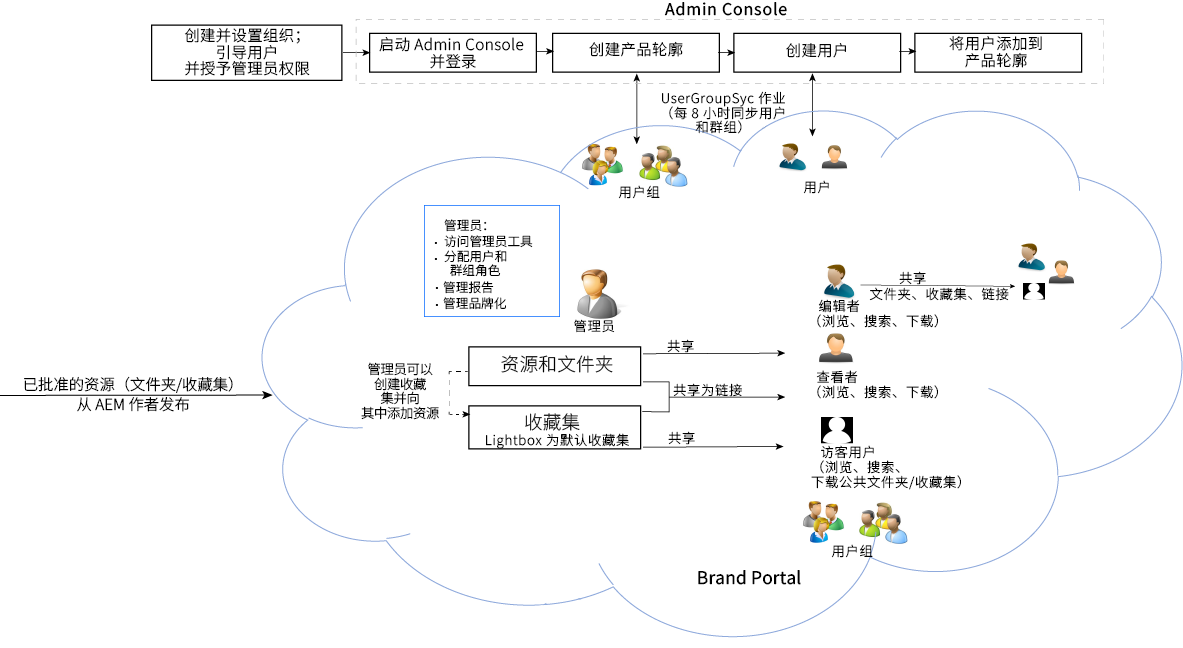 Admin Console
创建并设置组织；
引导用户
并授予管理员权限
启动 Admin Console
并登录
创建产品轮廓
创建用户
将用户添加到
产品轮廓
UserGroupSyc 作业
（每 8 小时同步用户
和群组）
用户组
用户
管理员：
· 访问管理员工具
· 分配用户和
群组角色
· 管理报告
· 管理品牌化
管理员
编辑者
（浏览、搜索、下载）
共享
文件夹、收藏集、链接
查看者
（浏览、搜索、下载）
已批准的资源（文件夹/收藏集）
从 AEM 作者发布
管理员可以
创建收藏
集并向
其中添加资源
资源和文件夹
共享
共享为链接
收藏集
Lightbox 为默认收藏集
共享
访客用户
（浏览、搜索、
下载公共文件夹/收藏集）
用户组
Brand Portal